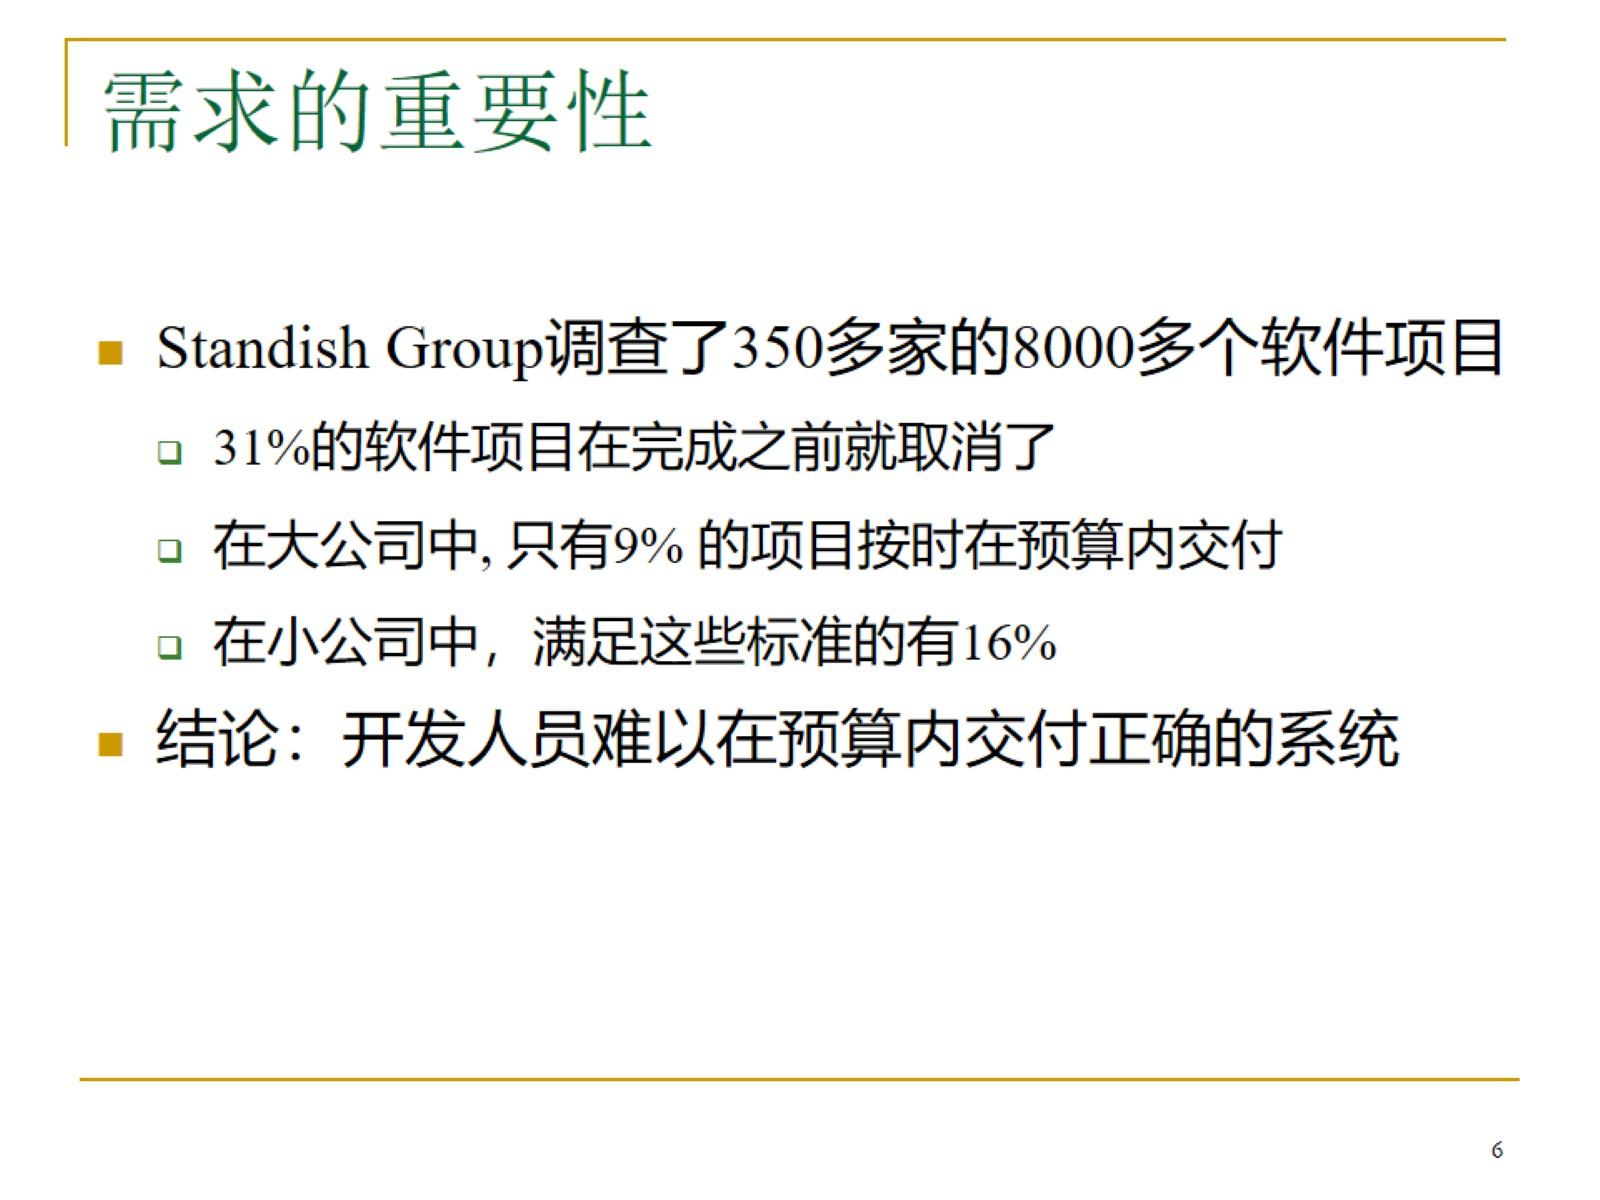 需求的重要性
Standish Group调查了350多家的8000多个软件项目
31%的软件项目在完成之前就取消了
在大公司中, 只有9% 的项目按时在预算内交付
在小公司中，满足这些标准的有16%
结论：开发人员难以在预算内交付正确的系统
6